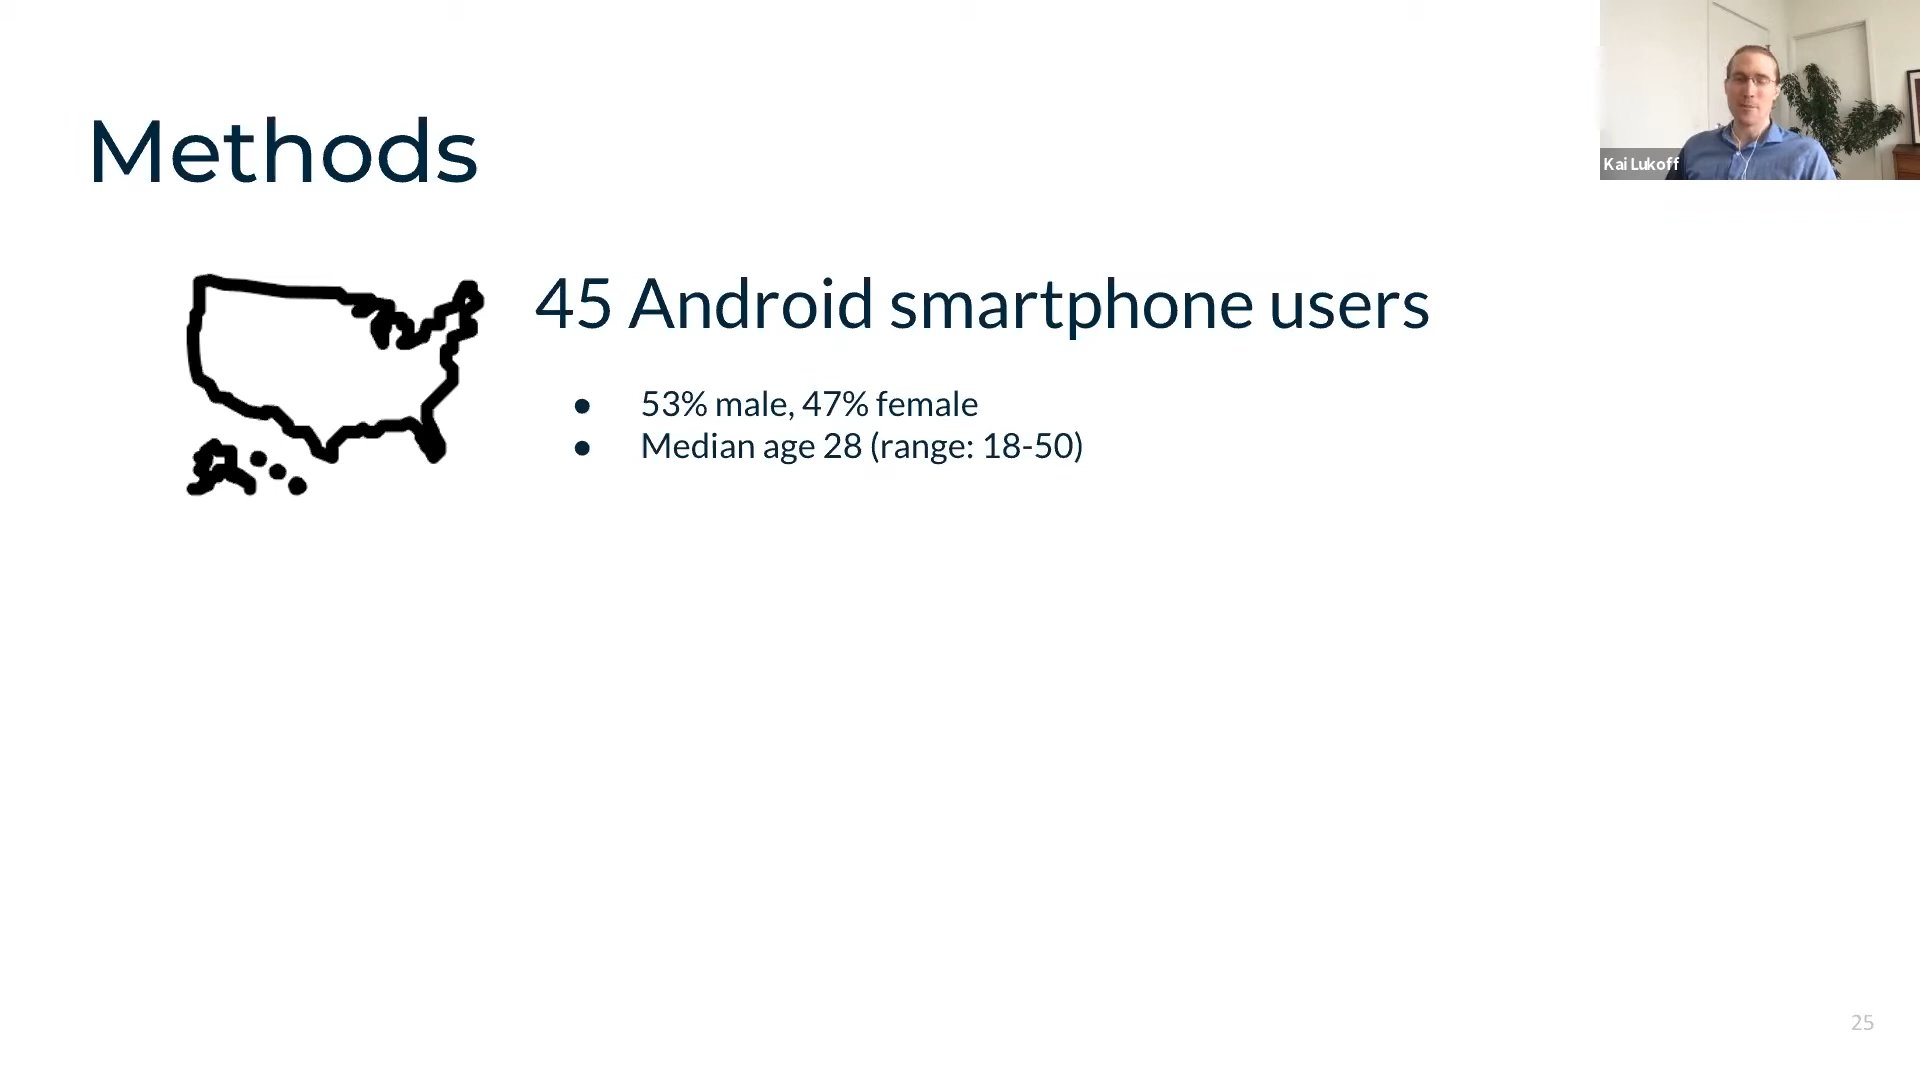 Methods
Kai Lukoff
45 Android smartphone users
● 53% male, 47% female
● Median age 28 (range: 18-50)
25